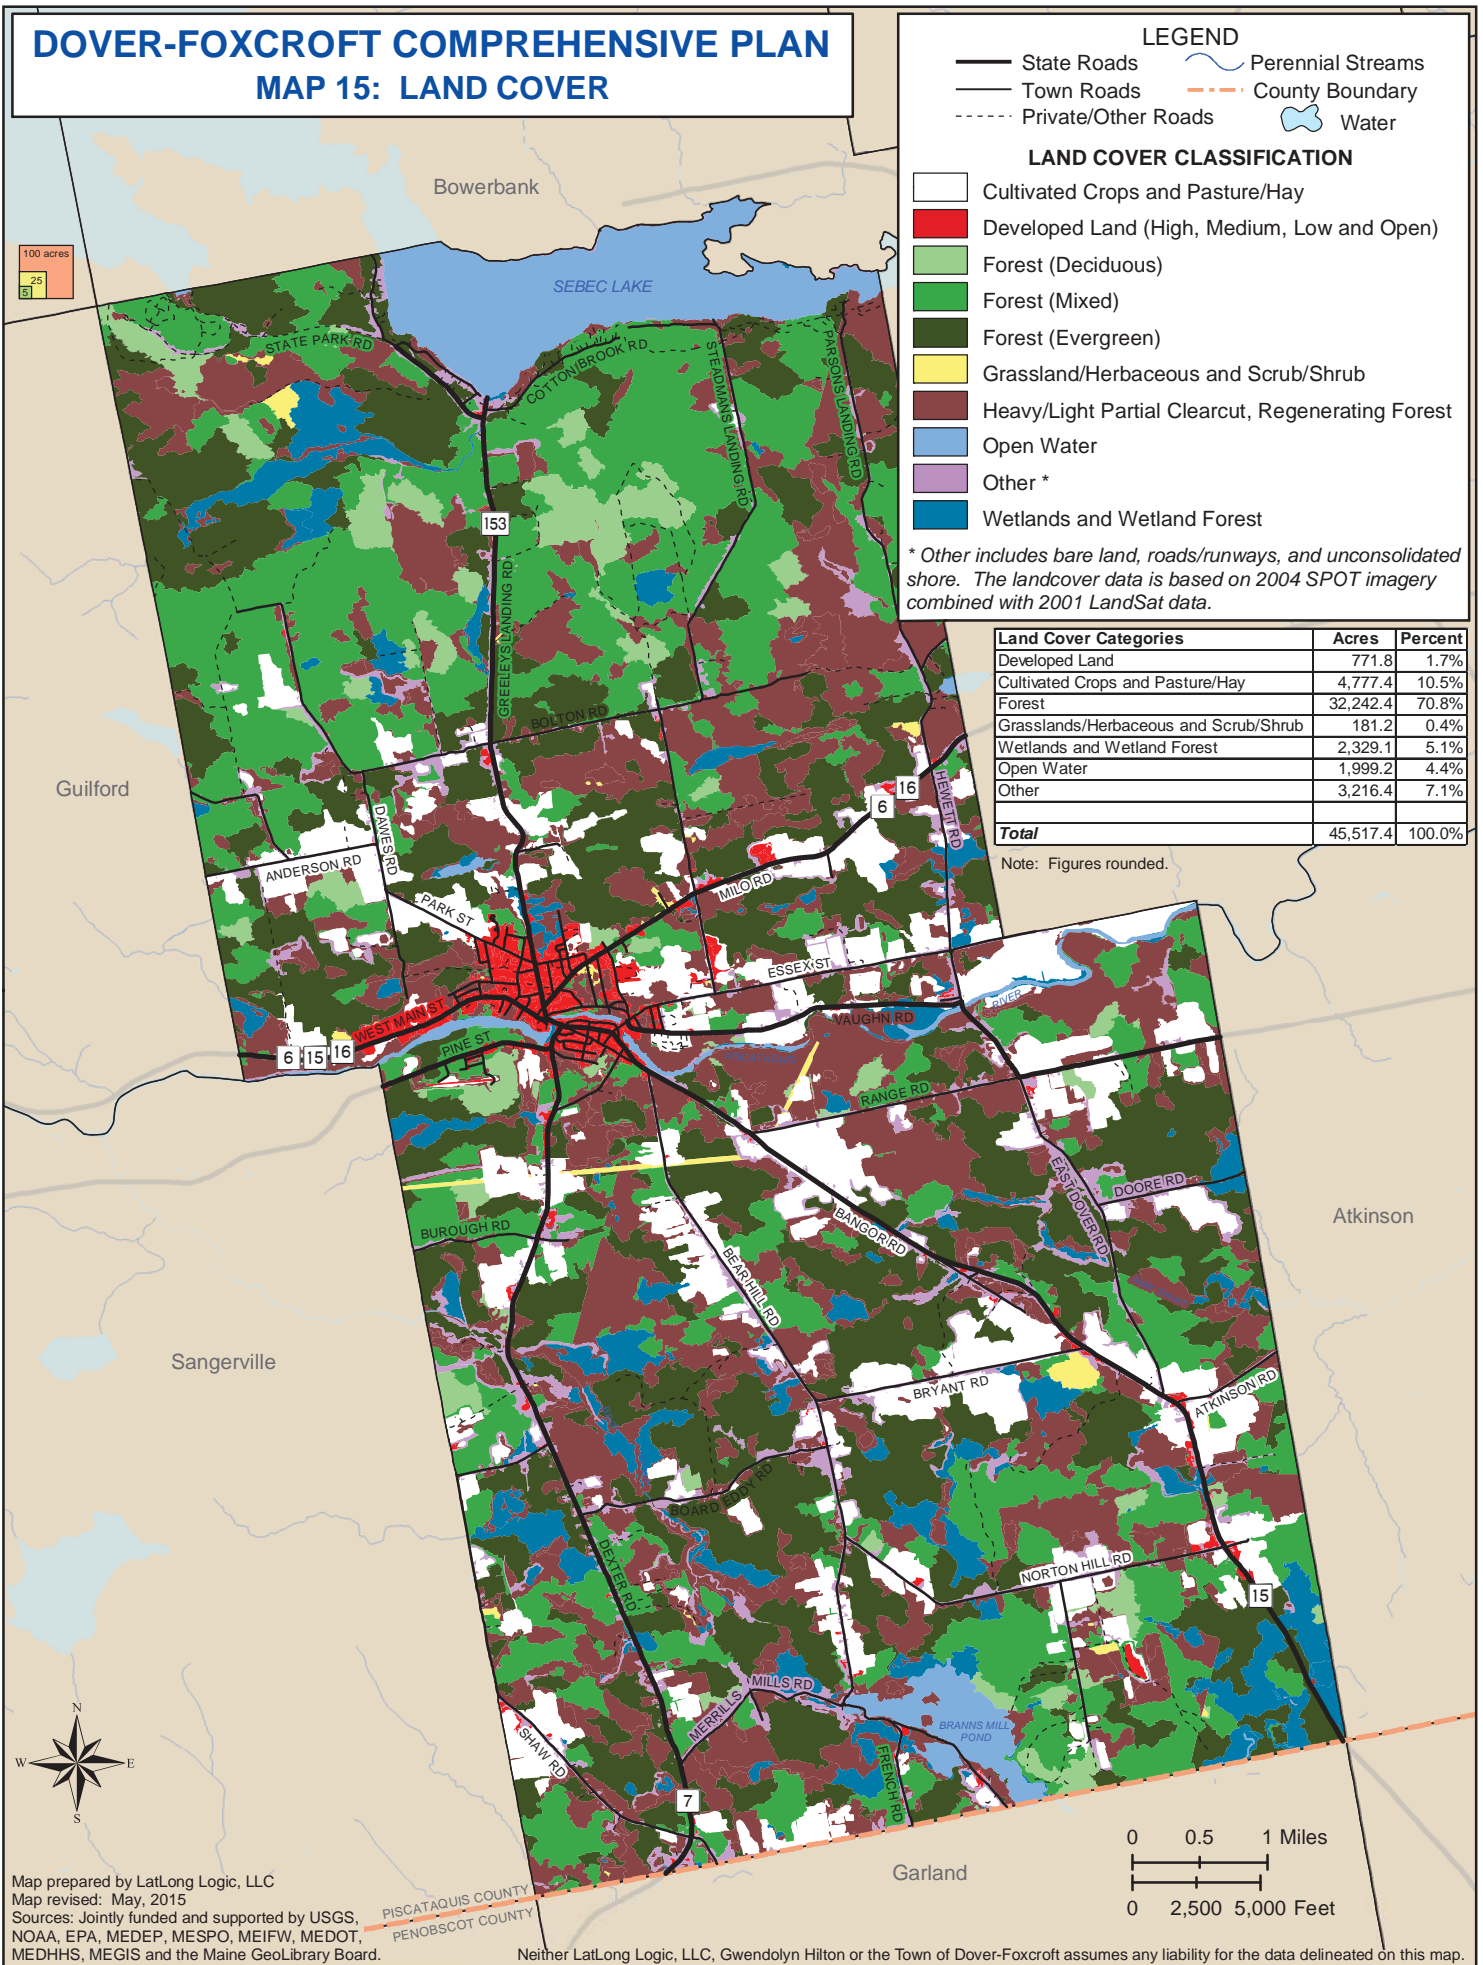 DOVER-FOXCROFT COMPREHENSIVE PLAN
MAP 15: LAND COVER
LEGEND
State Roads
Perennial Streams
Town Roads
County Boundary
Private/Other Roads
Water
LAND COVER CLASSIFICATION
Cultivated Crops and Pasture/Hay
Developed Land (High, Medium, Low and Open)
Forest (Deciduous)
Forest (Mixed)
Forest (Evergreen)
Grassland/Herbaceous and Scrub/Shrub
Heavy/Light Partial Clearcut, Regenerating Forest
Open Water
Other *
Wetlands and Wetland Forest
* Other includes bare land, roads/runways, and unconsolidated
shore. The landcover data is based on 2004 SPOT imagery
combined with 2001 LandSat data.
Land Cover Categories Acres Percent
Developed Land 771.8 1.7%
Cultivated Crops and Pasture/Hay 4,777.4 10.5%
Forest 32,242.4 70.8%
Grasslands/Herbaceous and Scrub/Shrub 181.2 0.4%
Wetlands and Wetland Forest 2,329.1 5.1%
Open Water 1,999.2 4.4%
Other 3,216.4 7.1%
Total 45,517.4 100.0%
Note: Figures rounded.
100 acres
25
5
Bowerbank
SEBEC LAKE
STATE PARK RD
COTTON BROOK RD
STEADMANS LANDING RD
PARSONS LANDING RD
153
GREELEYS LANDING RD
BOLTON RD
Guilford
16
6
HEWETT RD
DAWES RD
ANDERSON RD
MILO RD
PARK ST
ESSEX ST
RIVER
WEST MAIN ST
VAUGHN RD
6
15
16
PINE ST
RANGE RD
EAST DOVER RD
DOORE RD
Atkinson
BUROUGH RD
BANGOR RD
BEAR HILL RD
Sangerville
BRYANT RD
ATKINSON RD
BOARD EDDY RD
DEXTER RD
NORTON HILL RD
15
MERRILLS
MILLS RD
BRANNS MILL
POND
SHAW RD
FRENCH RD
7
N
W
E
S
0 0.5 1 Miles
0 2,500 5,000 Feet
Garland
PISCATAQUIS COUNTY
PENOBSCOT COUNTY
Map prepared by LatLong Logic, LLC
Map revised: May, 2015
Sources: Jointly funded and supported by USGS,
NOAA, EPA, MEDEP, MESPO, MEIFW, MEDOT,
MEDHHS, MEGIS and the Maine GeoLibrary Board.
Neither LatLong Logic, LLC, Gwendolyn Hilton or the Town of Dover-Foxcroft assumes any liability for the data delineated on this map.